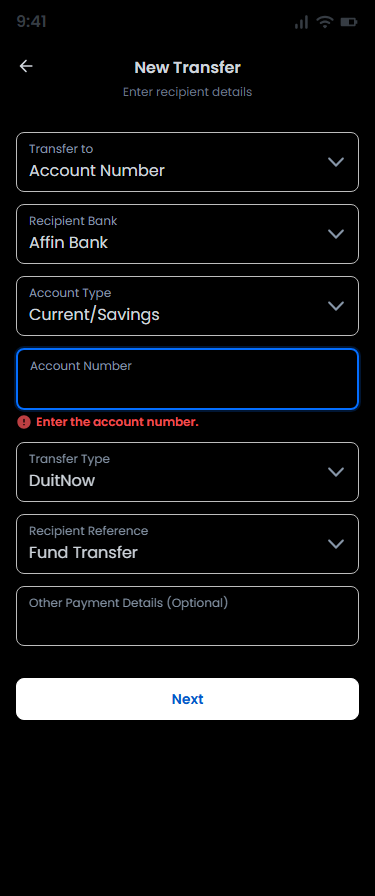 9:41
New Transfer
Enter recipient details
Transfer to
Account Number
Recipient Bank
Affin Bank
Account Type
Current/Savings
Account Number
Enter the account number.
Transfer Type
DuitNow
Recipient Reference
Fund Transfer
Other Payment Details (Optional)
Next